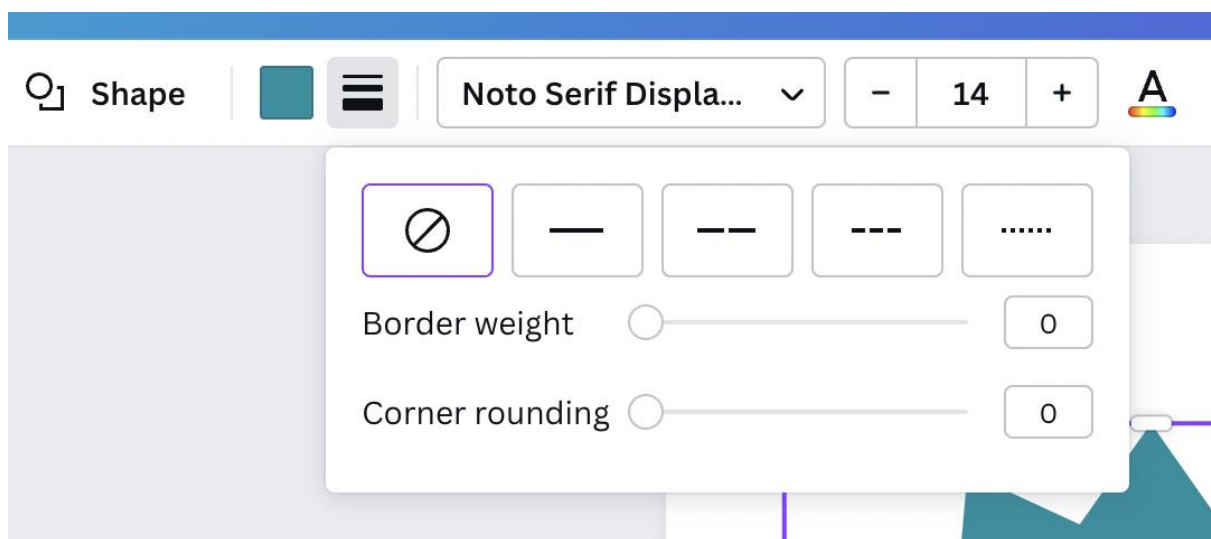 Shape Noto Serif Displa... − 14 + A
Border weight 0
Corner rounding 0